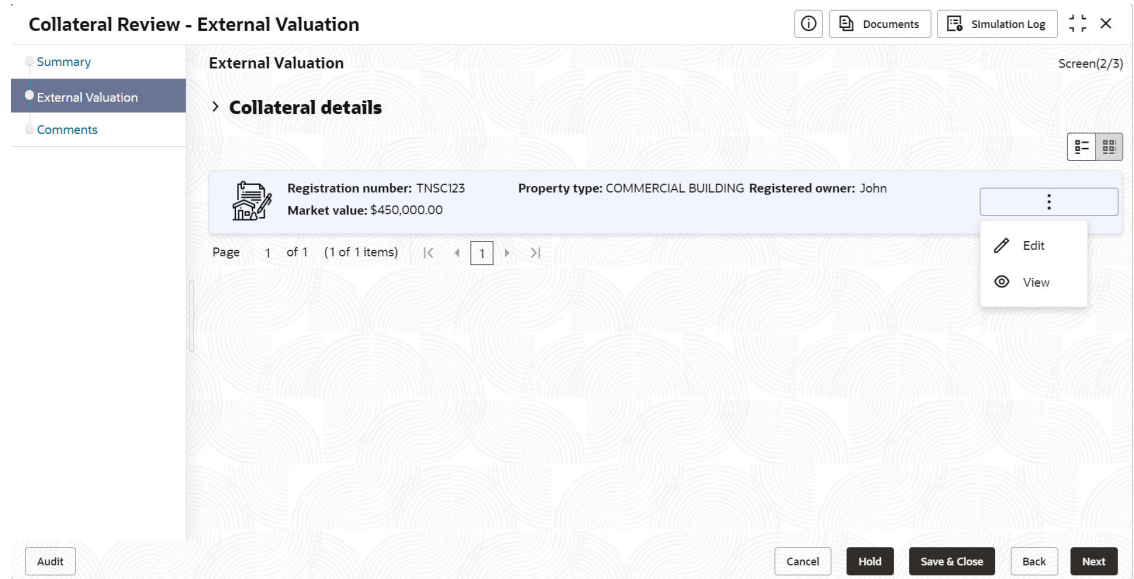 Collateral Review - External Valuation
Documents
Simulation Log
Summary
External Valuation
Comments
External Valuation
Screen(2/3)
Collateral details
Registration number: TNSC123 Property type: COMMERCIAL BUILDING Registered owner: John
Market value: $450,000.00
Edit
View
Page 1 of 1 (1 of 1 items) 1
Audit
Cancel
Hold
Save & Close
Back
Next